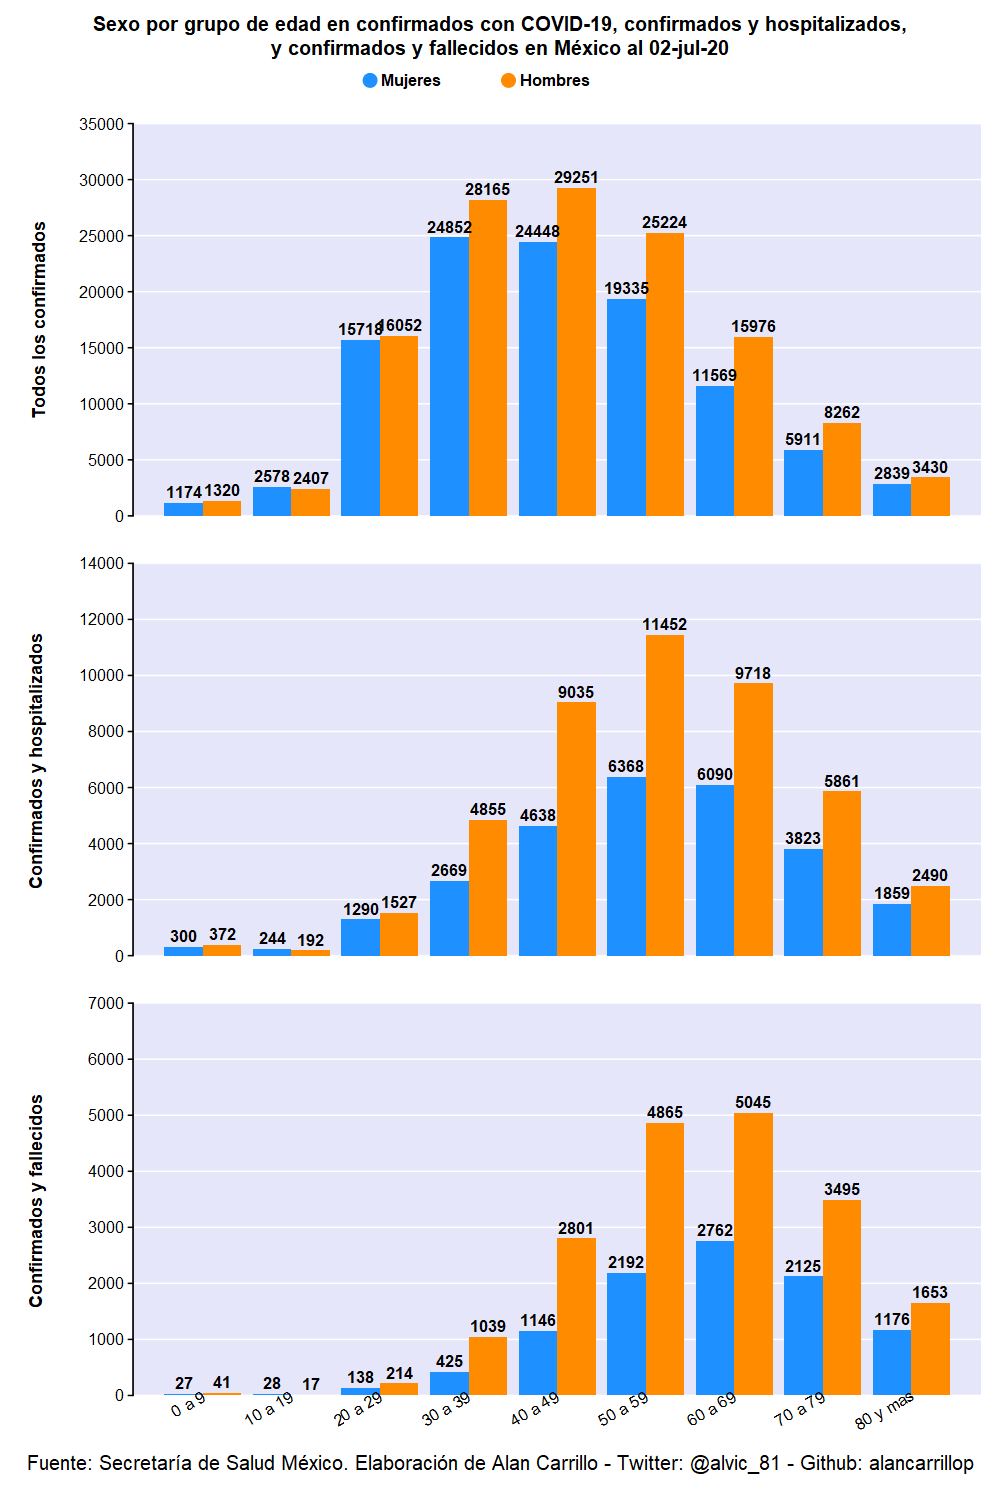 Sexo por grupo de edad en confirmados con COVID-19, confirmados y hospitalizados,
y confirmados y fallecidos en México al 02-jul-20
Mujeres Hombres
Todos los confirmados
35000
30000
25000
20000
15000
10000
5000
0
1174 1320 2578 2407 15718 16052 24852 28165 24448 29251 19335 25224 11569 15976 5911 8262 2839 3430
Confirmados y hospitalizados
14000
12000
10000
8000
6000
4000
2000
0
300 372 244 192 1290 1527 2669 4855 4638 9035 6368 11452 6090 9718 3823 5861 1859 2490
Confirmados y fallecidos
7000
6000
5000
4000
3000
2000
1000
0
27 41 28 17 138 214 425 1039 1146 2801 2192 4865 2762 5045 2125 3495 1176 1653
0 a 9 10 a 19 20 a 29 30 a 39 40 a 49 50 a 59 60 a 69 70 a 79 80 y mas
Fuente: Secretaría de Salud México. Elaboración de Alan Carrillo - Twitter: @alvic_81 - Github: alancarrillop